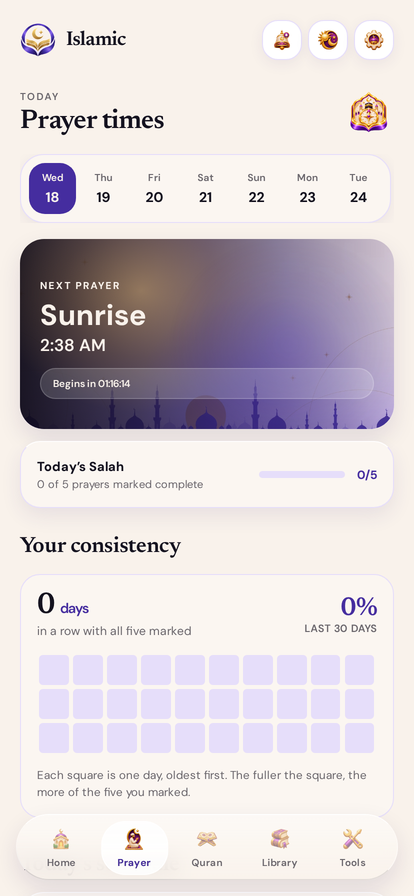 Islamic
TODAY
Prayer times
Wed Thu Fri Sat Sun Mon Tue
18 19 20 21 22 23 24
NEXT PRAYER
Sunrise
2:38 AM
Begins in 01:16:14
Today's Salah
0 of 5 prayers marked complete
0/5
Your consistency
0 days
in a row with all five marked
0%
LAST 30 DAYS
Each square is one day, oldest first. The fuller the square, the
more of the five you marked.
Home Prayer Quran Library Tools